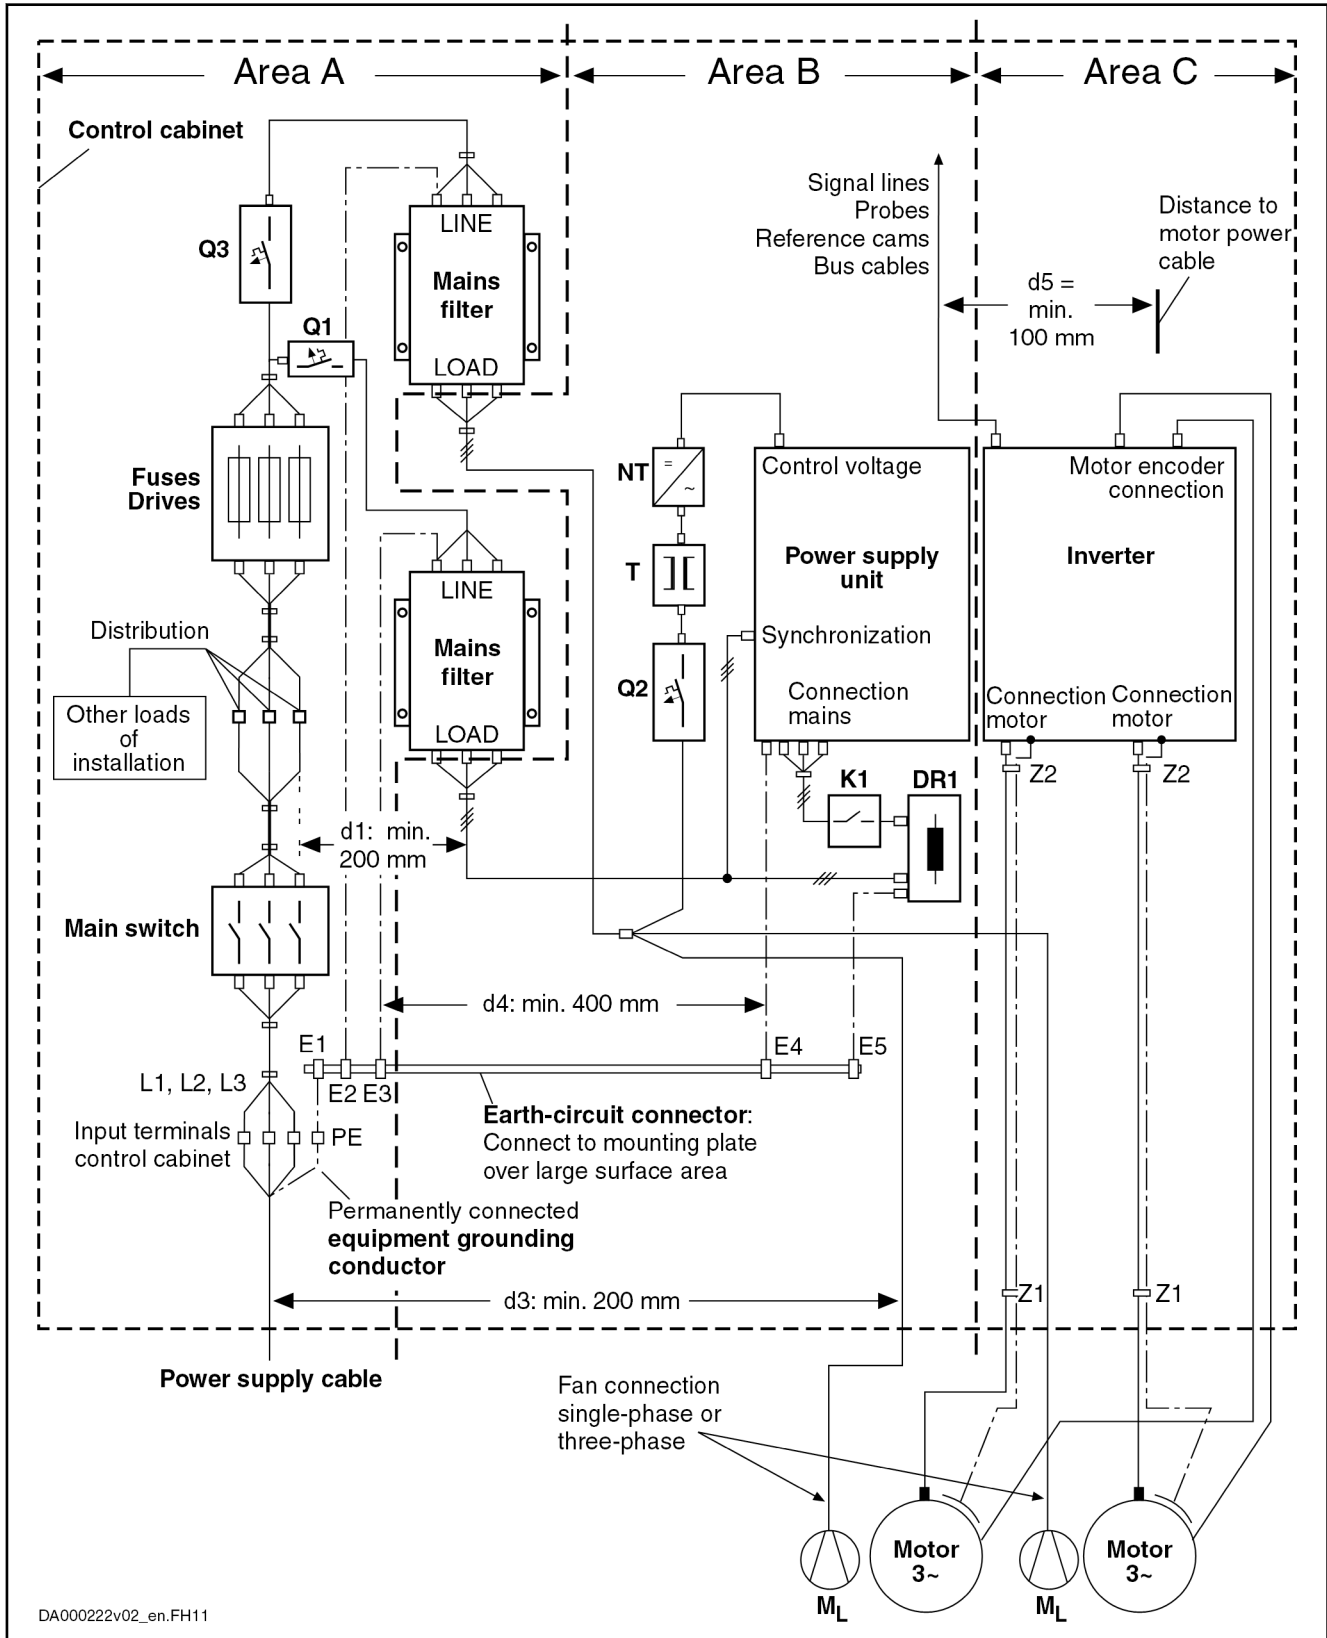 Area A
Area B
Area C
Control cabinet
Signal lines
Probes
Reference cams
Bus cables
Distance to
motor power
cable
d5 =
min.
100 mm
Q3
LINE
Mains
filter
LOAD
Q1
Fuses
Drives
NT
=
~
T
Q2
Control voltage
Power supply
unit
Synchronization
Connection
mains
Motor encoder
connection
Inverter
Connection
motor
Connection
motor
LINE
Mains
filter
LOAD
Distribution
Other loads
of
installation
K1
DR1
Z2
Z2
d1: min.
200 mm
Main switch
d4: min. 400 mm
E1
E2
E3
E4
E5
L1, L2, L3
Input terminals
control cabinet
PE
Earth-circuit connector:
Connect to mounting plate
over large surface area
Permanently connected
equipment grounding
conductor
d3: min. 200 mm
Z1
Z1
Power supply cable
Fan connection
single-phase or
three-phase
Motor
3~
Motor
3~
ML
ML
DA000222v02_en.FH11